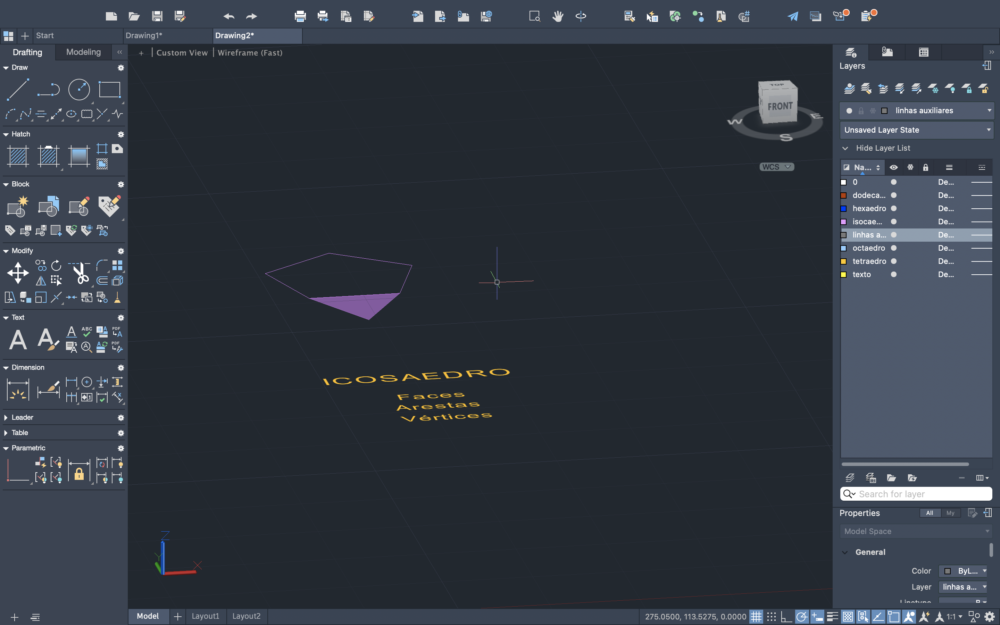 Start
Drawing1*
Drawing2*
Drafting
Modeling
+ | Custom View | Wireframe (Fast)
Draw
Hatch
Block
Modify
Text
ABC
PDF
A
PDF
Dimension
Leader
Table
Parametric
TOP
FRONT
W
E
S
WCS
ICOSAEDRO
Faces
Arestas
Vértices
Z
Y
X
Layers
linhas auxiliares
Unsaved Layer State
Hide Layer List
Na...
0 De...
dodeca... De...
hexaedro De...
isocae... De...
linhas a... De...
octaedro De...
tetraedro De...
texto De...
Search for layer
Properties
All
My
Model Space
General
Color ByL...
Layer linhas a...
Model
Layout1
Layout2
275.0500, 113.5275, 0.0000
1:1